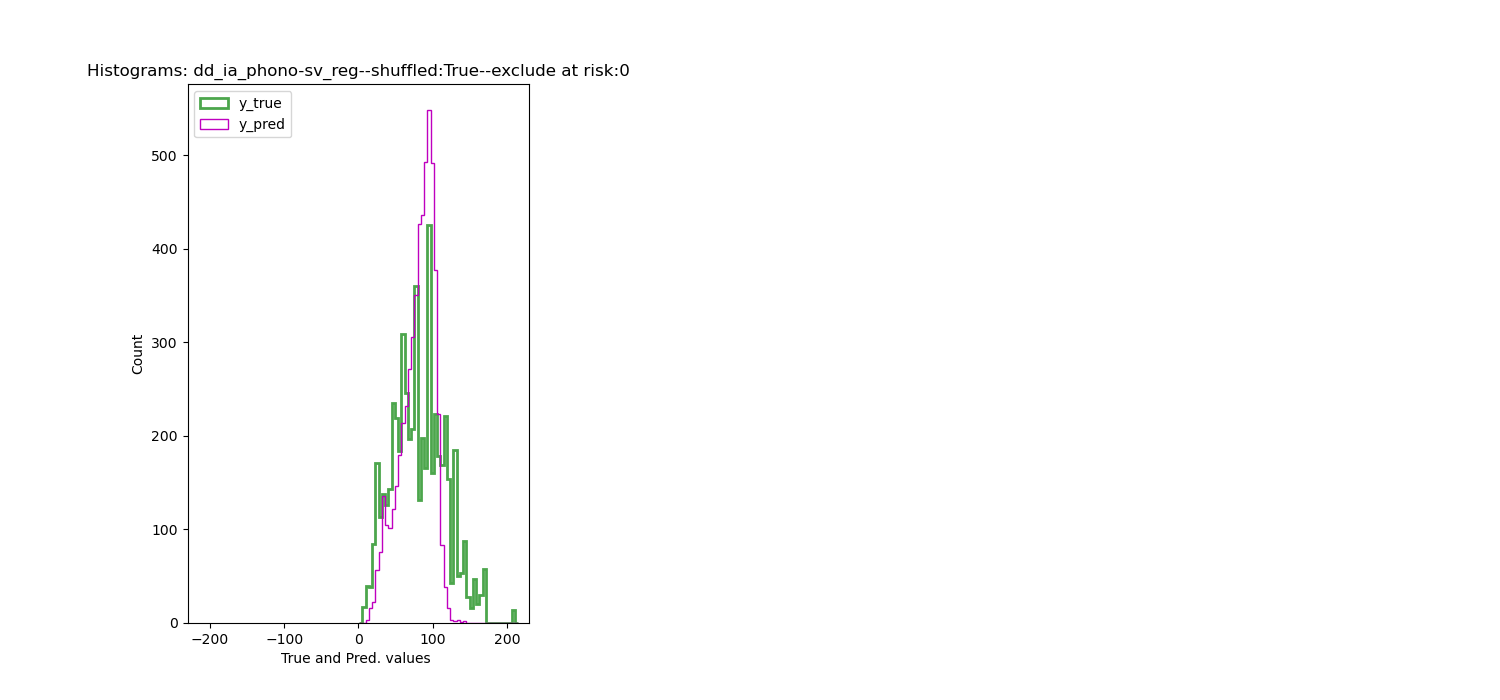 Histograms: dd_ia_phono-sv_reg--shuffled:True--exclude at risk:0
y_true
y_pred
500
400
300
200
100
0
Count
−200
−100
0
100
200
True and Pred. values